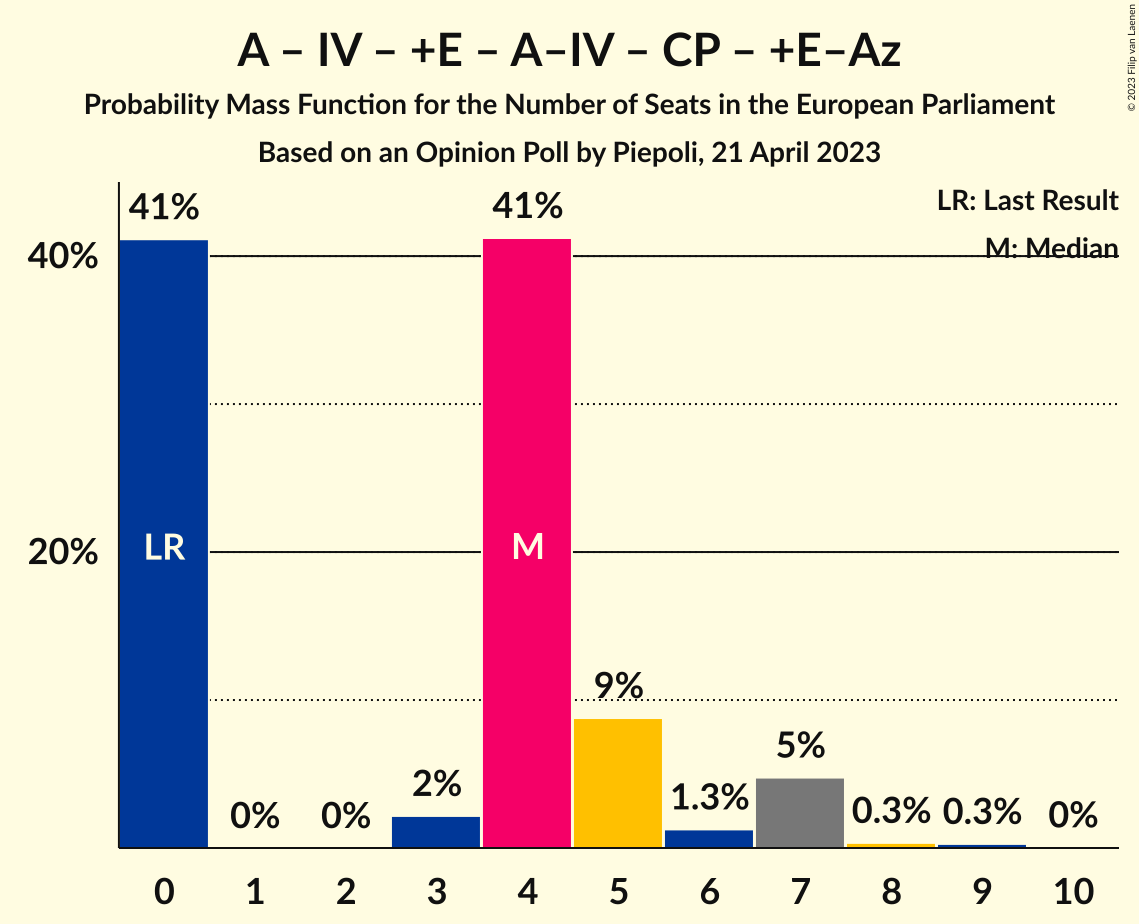 A – IV – +E – A–IV – CP – +E–Az
Probability Mass Function for the Number of Seats in the European Parliament
Based on an Opinion Poll by Piepoli, 21 April 2023
© 2023 Filip van Laenen
LR: Last Result
M: Median
40%
20%
41%
0%
0%
2%
41%
9%
1.3%
5%
0.3%
0.3%
0%
LR
M
0 1 2 3 4 5 6 7 8 9 10